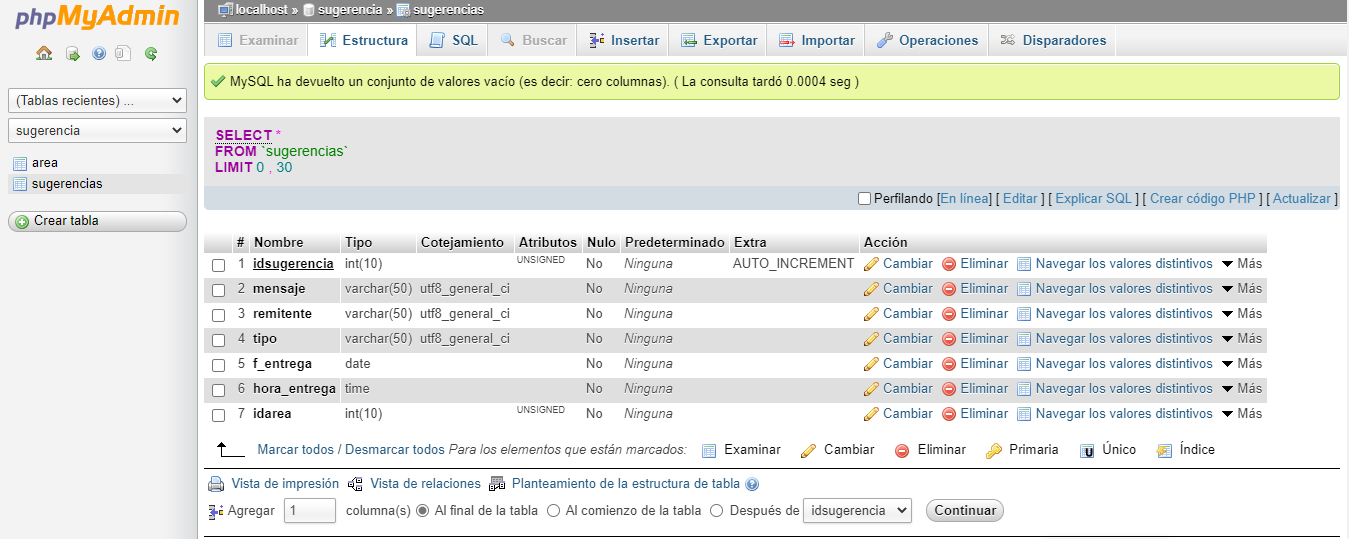 phpMyAdmin
(Tablas recientes) ...
sugerencia
area
sugerencias
Crear tabla
localhost » sugerencia » sugerencias
Examinar Estructura SQL Buscar Insertar Exportar Importar Operaciones Disparadores
MySQL ha devuelto un conjunto de valores vacío (es decir: cero columnas). ( La consulta tardó 0.0004 seg )
SELECT *
FROM `sugerencias`
LIMIT 0 , 30
Perfilando [En línea] [ Editar ] [ Explicar SQL ] [ Crear código PHP ] [ Actualizar ]
# Nombre Tipo Cotejamiento Atributos Nulo Predeterminado Extra Acción
1 idsugerencia int(10) UNSIGNED No Ninguna AUTO_INCREMENT Cambiar Eliminar Navegar los valores distintivos Más
2 mensaje varchar(50) utf8_general_ci No Ninguna Cambiar Eliminar Navegar los valores distintivos Más
3 remitente varchar(50) utf8_general_ci No Ninguna Cambiar Eliminar Navegar los valores distintivos Más
4 tipo varchar(50) utf8_general_ci No Ninguna Cambiar Eliminar Navegar los valores distintivos Más
5 f_entrega date No Ninguna Cambiar Eliminar Navegar los valores distintivos Más
6 hora_entrega time No Ninguna Cambiar Eliminar Navegar los valores distintivos Más
7 idarea int(10) UNSIGNED No Ninguna Cambiar Eliminar Navegar los valores distintivos Más
Marcar todos / Desmarcar todos Para los elementos que están marcados: Examinar Cambiar Eliminar Primaria Único Índice
Vista de impresión Vista de relaciones Planteamiento de la estructura de tabla
Agregar 1 columna(s) Al final de la tabla Al comienzo de la tabla Después de idsugerencia Continuar